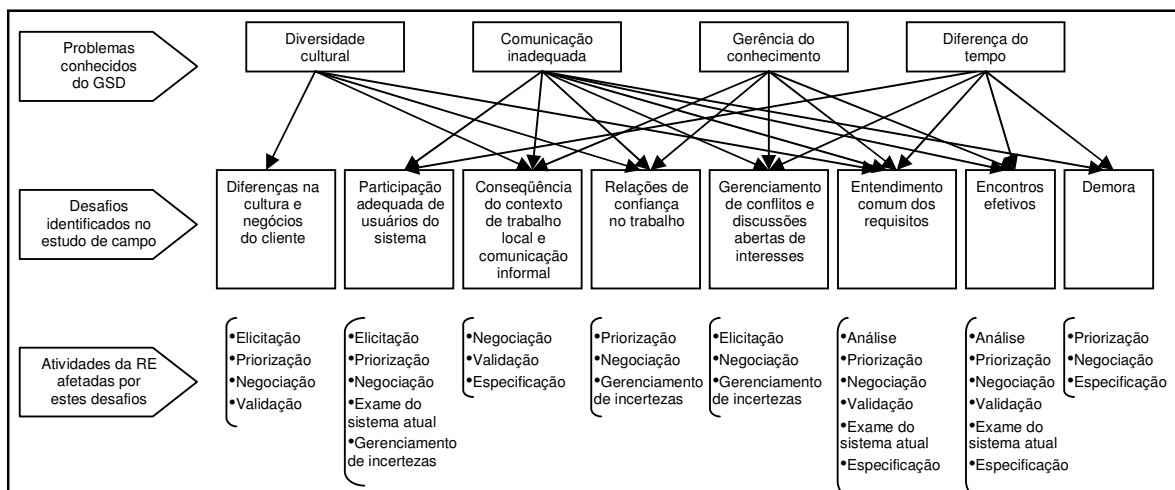 Problemas
conhecidos
do GSD
Diversidade
cultural
Comunicação
inadequada
Gerência do
conhecimento
Diferença do
tempo
Desafios
identificados no
estudo de campo
Diferenças na
cultura e
negócios
do cliente
Participação
adequada de
usuários do
sistema
Conseqüência
do contexto
de trabalho
local e
comunicação
informal
Relações de
confiança
no trabalho
Gerenciamento
de conflitos e
discussões
abertas de
interesses
Entendimento
comum dos
requisitos
Encontros
efetivos
Demora
Atividades da RE
afetadas por
estes desafios
•Elicitação
•Priorização
•Negociação
•Validação
•Elicitação
•Priorização
•Negociação
•Exame do
sistema atual
•Gerenciamento
de incertezas
•Negociação
•Validação
•Especificação
•Priorização
•Negociação
•Gerenciamento
de incertezas
•Elicitação
•Negociação
•Gerenciamento
de incertezas
•Análise
•Priorização
•Negociação
•Validação
•Exame do
sistema atual
•Especificação
•Análise
•Priorização
•Negociação
•Validação
•Exame do
sistema atual
•Especificação
•Priorização
•Negociação
•Especificação